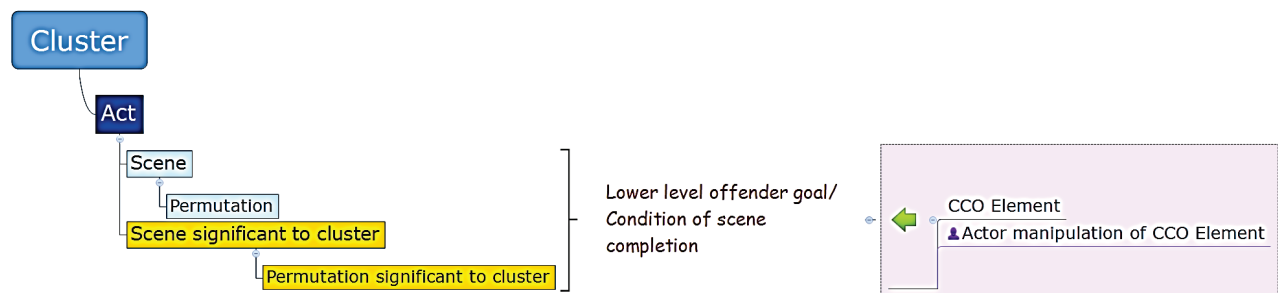 Cluster
Act
Scene
Permutation
Scene significant to cluster
Permutation significant to cluster
Lower level offender goal/
Condition of scene
completion
CCO Element
Actor manipulation of CCO Element